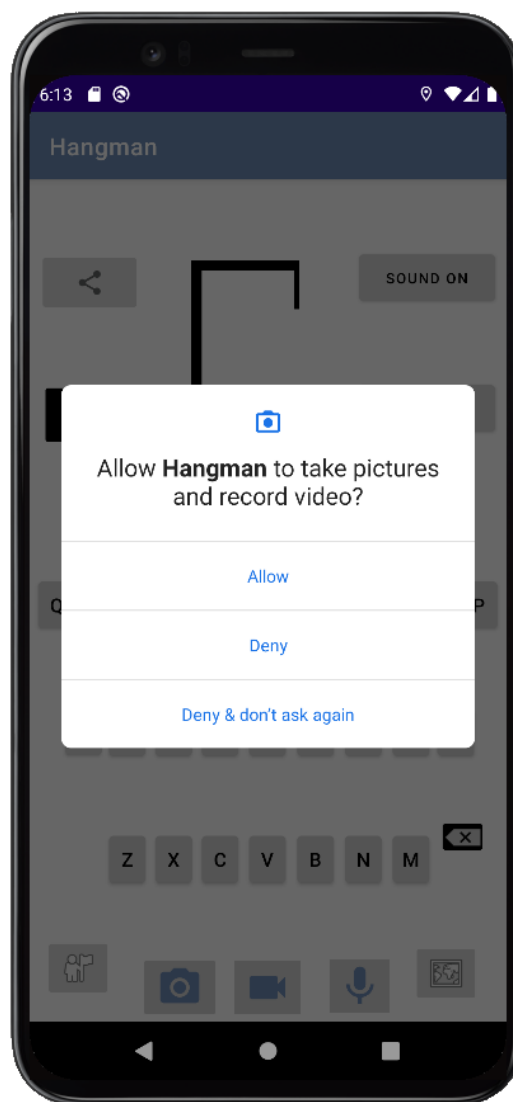 6:13
Hangman
SOUND ON
Allow Hangman to take pictures
and record video?
Allow
Q
P
Deny
Deny & don't ask again
Z X C V B N M